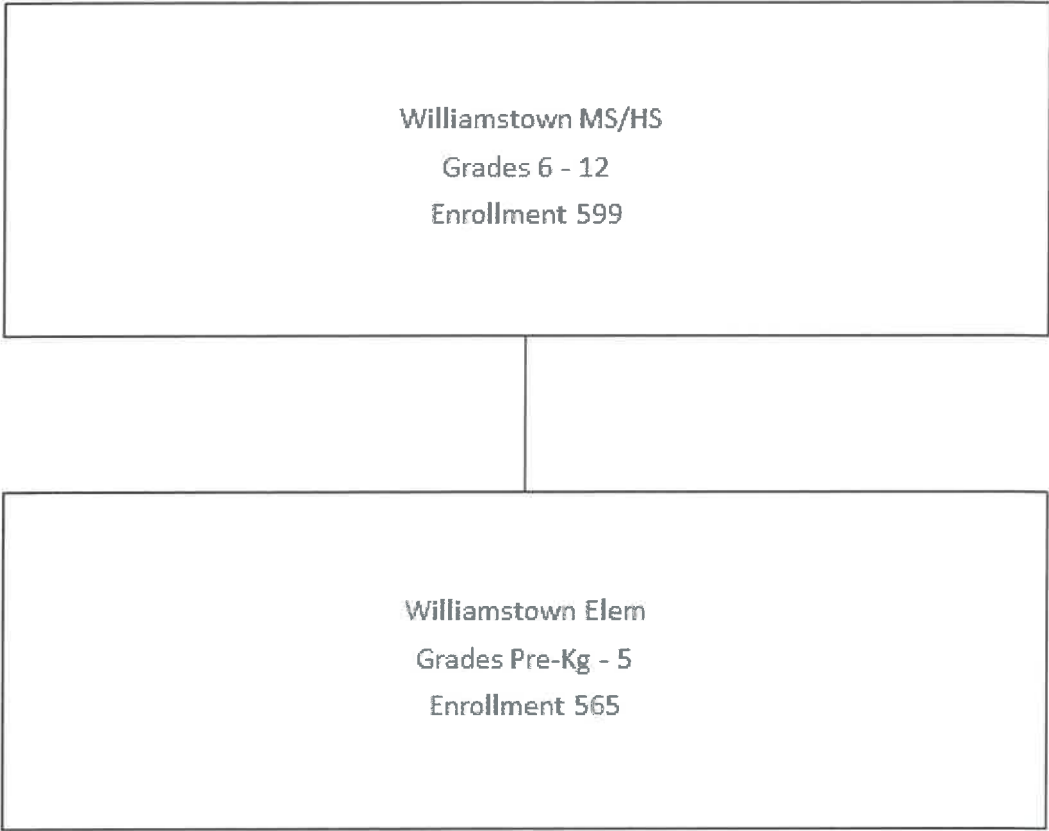 Williamstown MS/HS
Grades 6 - 12
Enrollment 599
Williamstown Elem
Grades Pre-Kg - 5
Enrollment 565